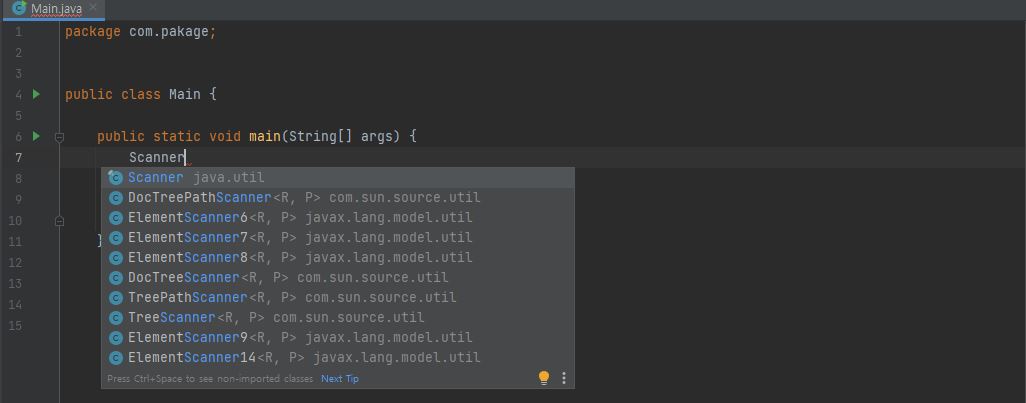 Main.java
1 package com.pakage;
2
3
4 public class Main {
5
6 public static void main(String[] args) {
7 Scanner
8 Scanner java.util
9 DocTreePathScanner<R, P> com.sun.source.util
10 ElementScanner6<R, P> javax.lang.model.util
11 } ElementScanner7<R, P> javax.lang.model.util
12 ElementScanner8<R, P> javax.lang.model.util
13 DocTreeScanner<R, P> com.sun.source.util
14 TreePathScanner<R, P> com.sun.source.util
15 TreeScanner<R, P> com.sun.source.util
ElementScanner9<R, P> javax.lang.model.util
ElementScanner14<R, P> javax.lang.model.util
Press Ctrl+Space to see non-imported classes Next Tip